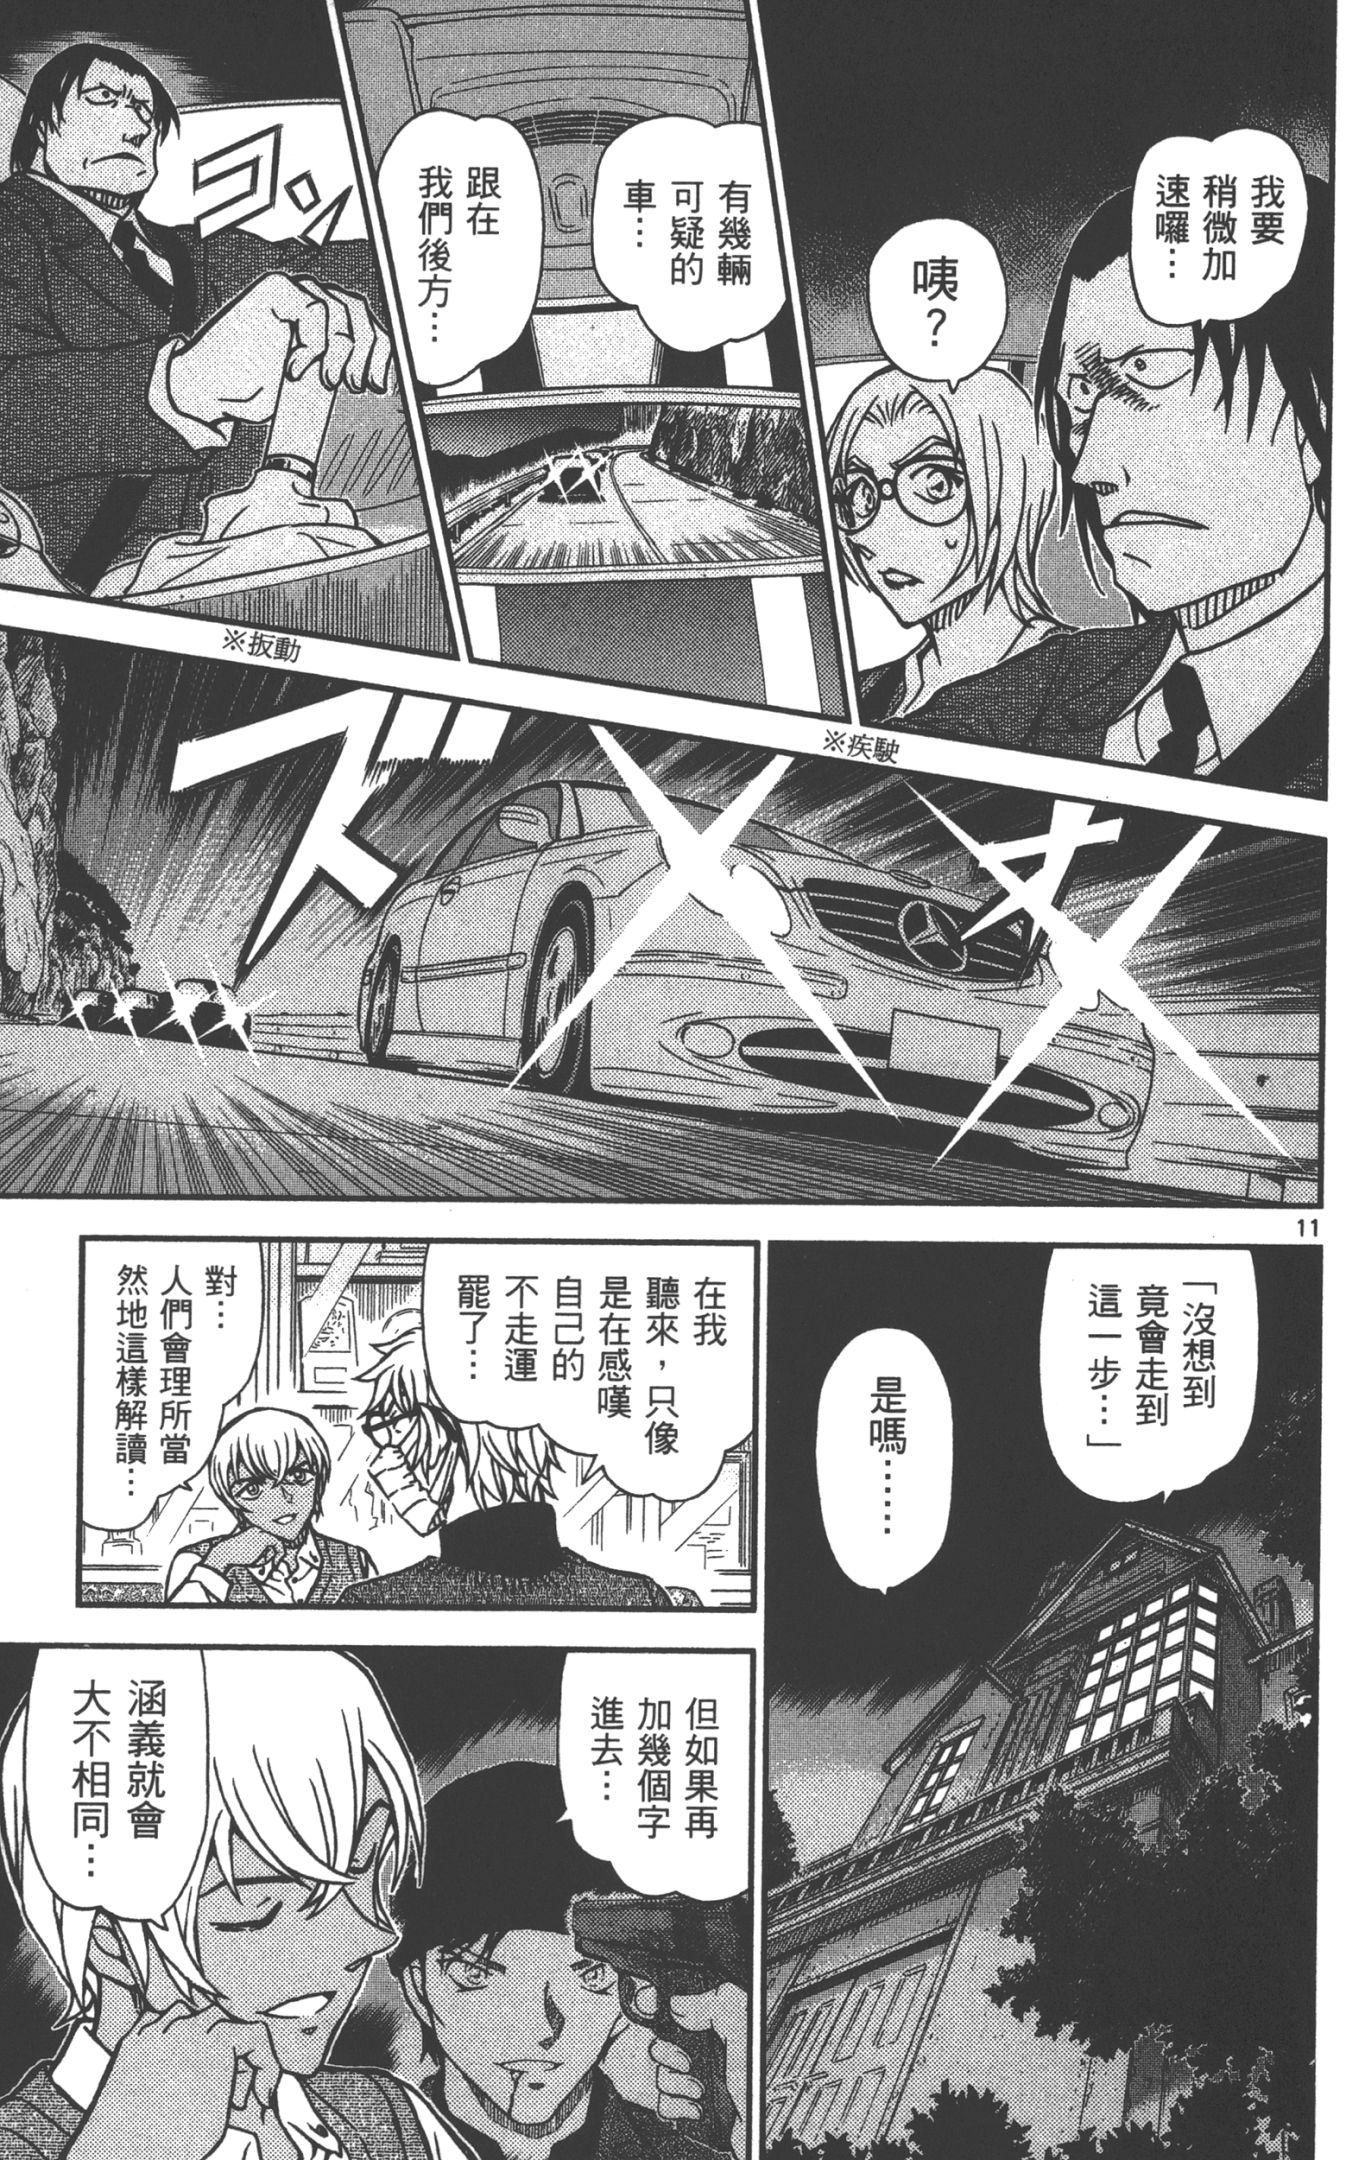 我要
稍微加
速囉…
咦？
有幾輛
可疑的
車…
跟在
我們後方…
コン
※扳動
※疾駛
ズオ
11
「沒想到
竟會走到
這一步…」
是嗎……
在我
聽來，只像
是在感嘆
自己的
不走運
罷了…
對…
人們會理所當
然地這樣解讀…
但如果再
加幾個字
進去…
涵義就會
大不相同…